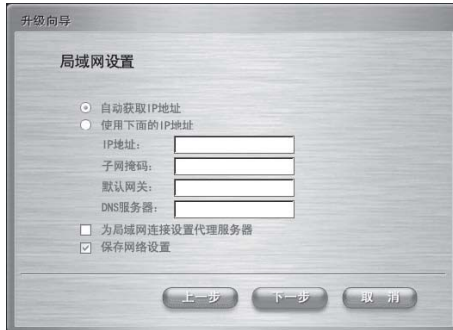 升级向导
局域网设置
自动获取IP地址
使用下面的IP地址
IP地址：
子网掩码：
默认网关：
DNS服务器：
为局域网连接设置代理服务器
保存网络设置
上一步 下一步 取 消